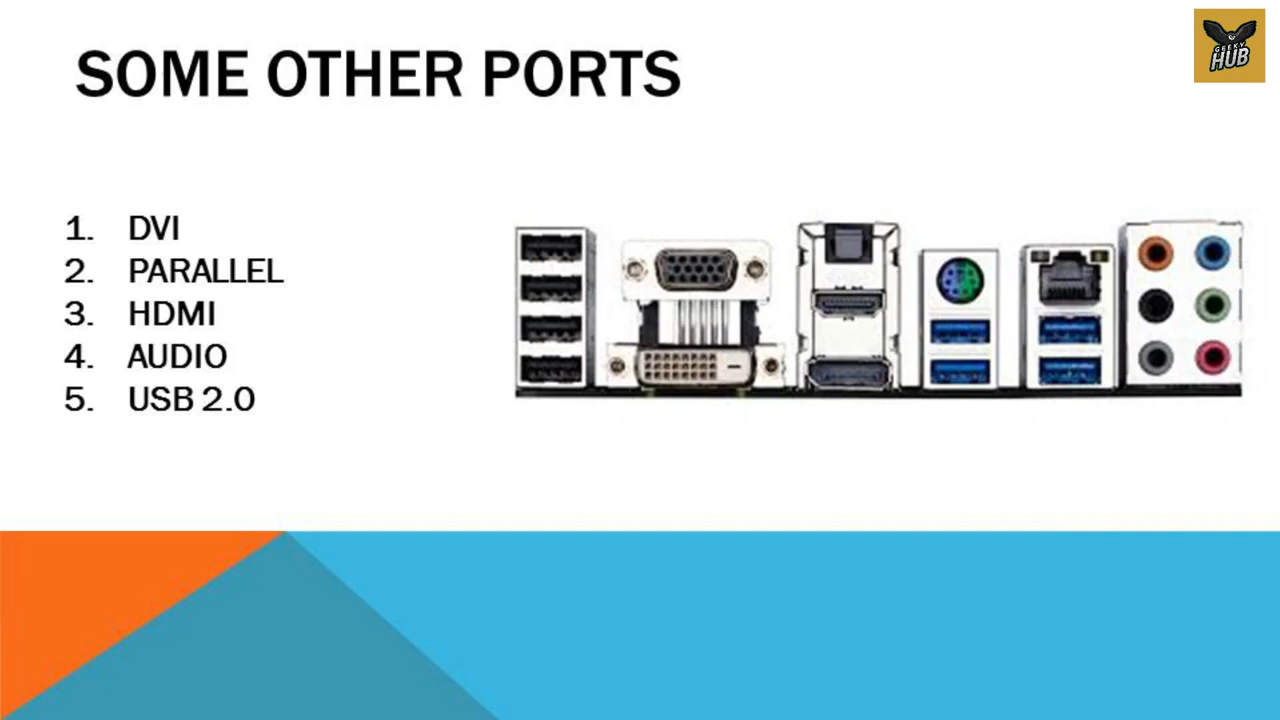 SOME OTHER PORTS
GEEKY
HUB
1. DVI
2. PARALLEL
3. HDMI
4. AUDIO
5. USB 2.0